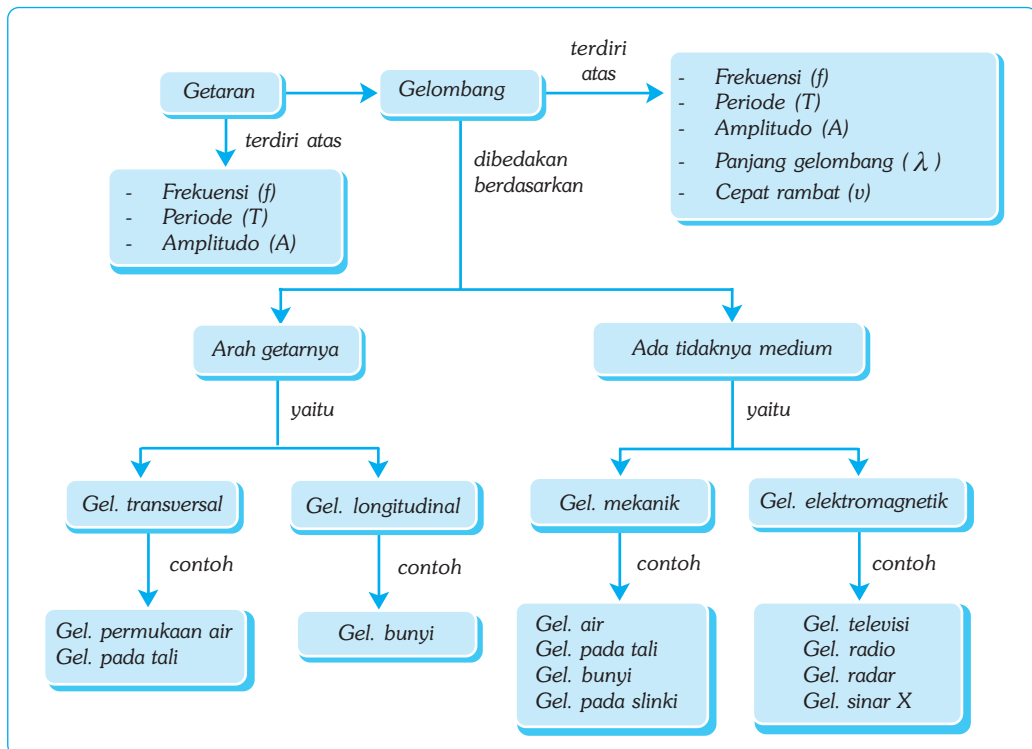 terdiri
atas
Getaran
Gelombang
- Frekuensi (f)
- Periode (T)
- Amplitudo (A)
- Panjang gelombang ( λ )
- Cepat rambat (v)
terdiri atas
dibedakan
berdasarkan
- Frekuensi (f)
- Periode (T)
- Amplitudo (A)
Arah getarnya
Ada tidaknya medium
yaitu
yaitu
Gel. transversal
Gel. longitudinal
Gel. mekanik
Gel. elektromagnetik
contoh
contoh
contoh
contoh
Gel. permukaan air
Gel. pada tali
Gel. bunyi
Gel. air
Gel. pada tali
Gel. bunyi
Gel. pada slinki
Gel. televisi
Gel. radio
Gel. radar
Gel. sinar X